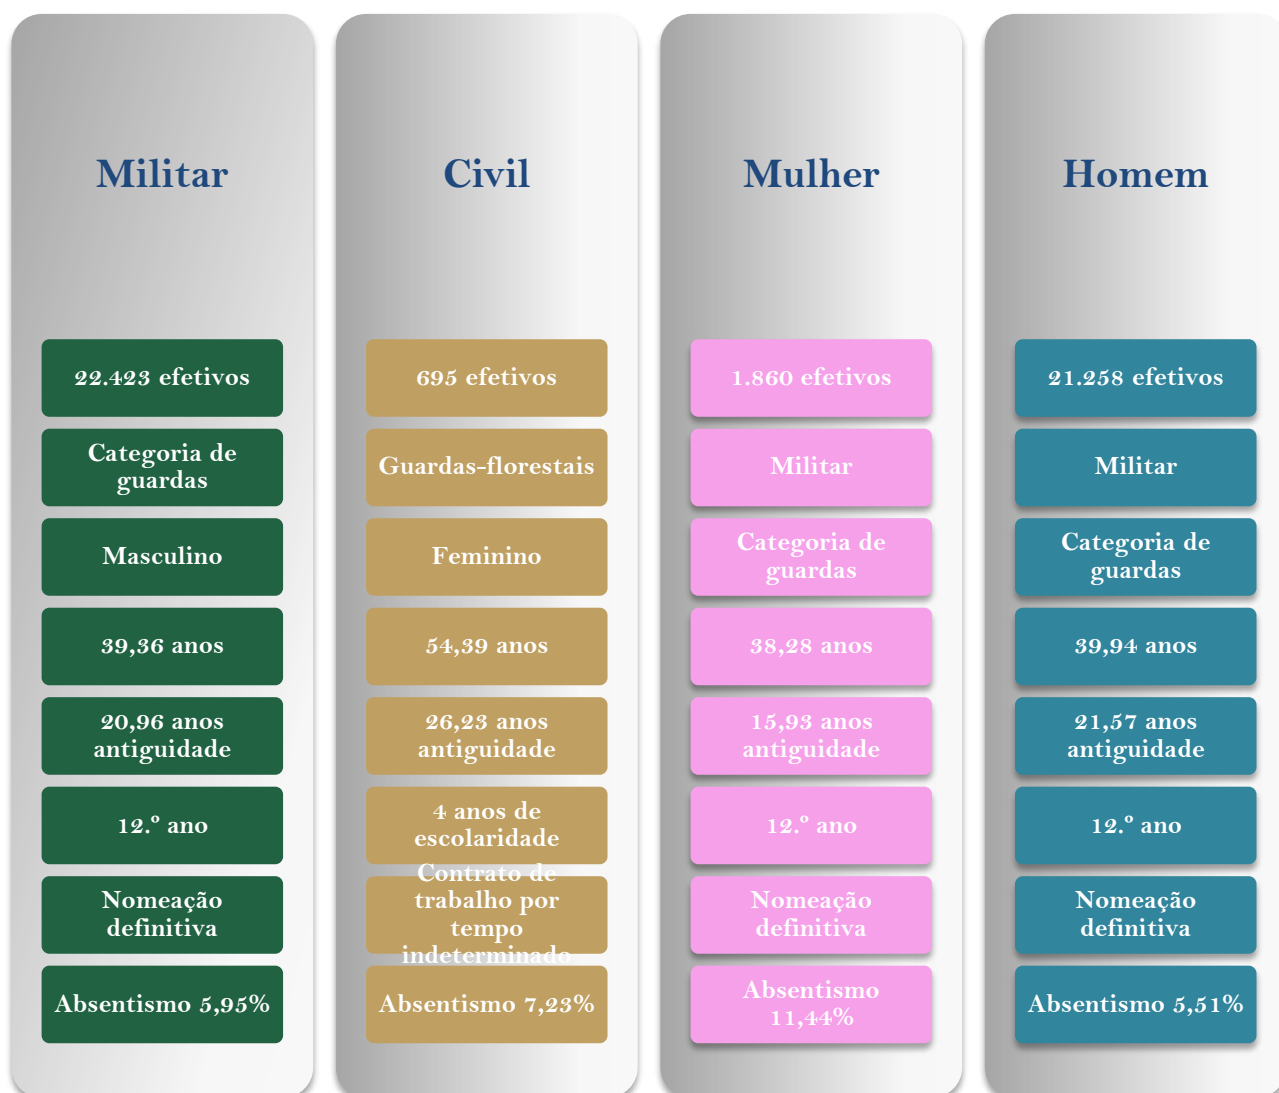 Militar
22.423 efetivos
Categoria de
guardas
Masculino
39,36 anos
20,96 anos
antiguidade
12.º ano
Nomeação
definitiva
Absentismo 5,95%
Civil
695 efetivos
Guardas-florestais
Feminino
54,39 anos
26,23 anos
antiguidade
4 anos de
escolaridade
Contrato de
trabalho por
tempo
indeterminado
Absentismo 7,23%
Mulher
1.860 efetivos
Militar
Categoria de
guardas
38,28 anos
15,93 anos
antiguidade
12.º ano
Nomeação
definitiva
Absentismo
11,44%
Homem
21.258 efetivos
Militar
Categoria de
guardas
39,94 anos
21,57 anos
antiguidade
12.º ano
Nomeação
definitiva
Absentismo 5,51%